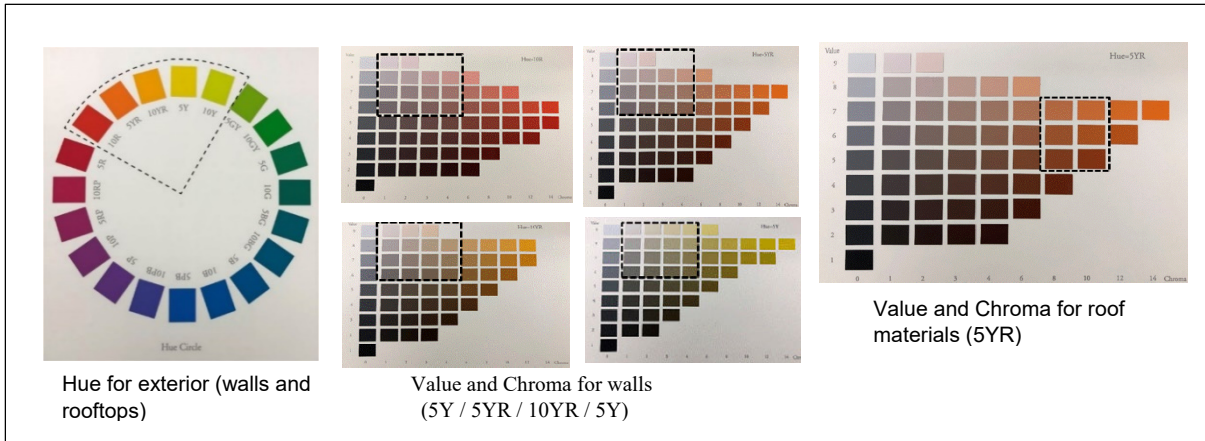 5Y
10Y
5GY
10GY
5G
10G
5BG
10BG
5B
10B
5PB
10PB
5P
10P
5RP
10RP
5R
10R
5YR
10YR
Hue Circle
Hue for exterior (walls and
rooftops)
Hue=5YR
Value and Chroma for walls
(5Y / 5YR / 10YR / 5Y)
Value
Hue=5YR
9
8
7
6
5
4
3
2
1
0 1 2 3 4 6 8 10 12 14 Chroma
Value and Chroma for roof
materials (5YR)